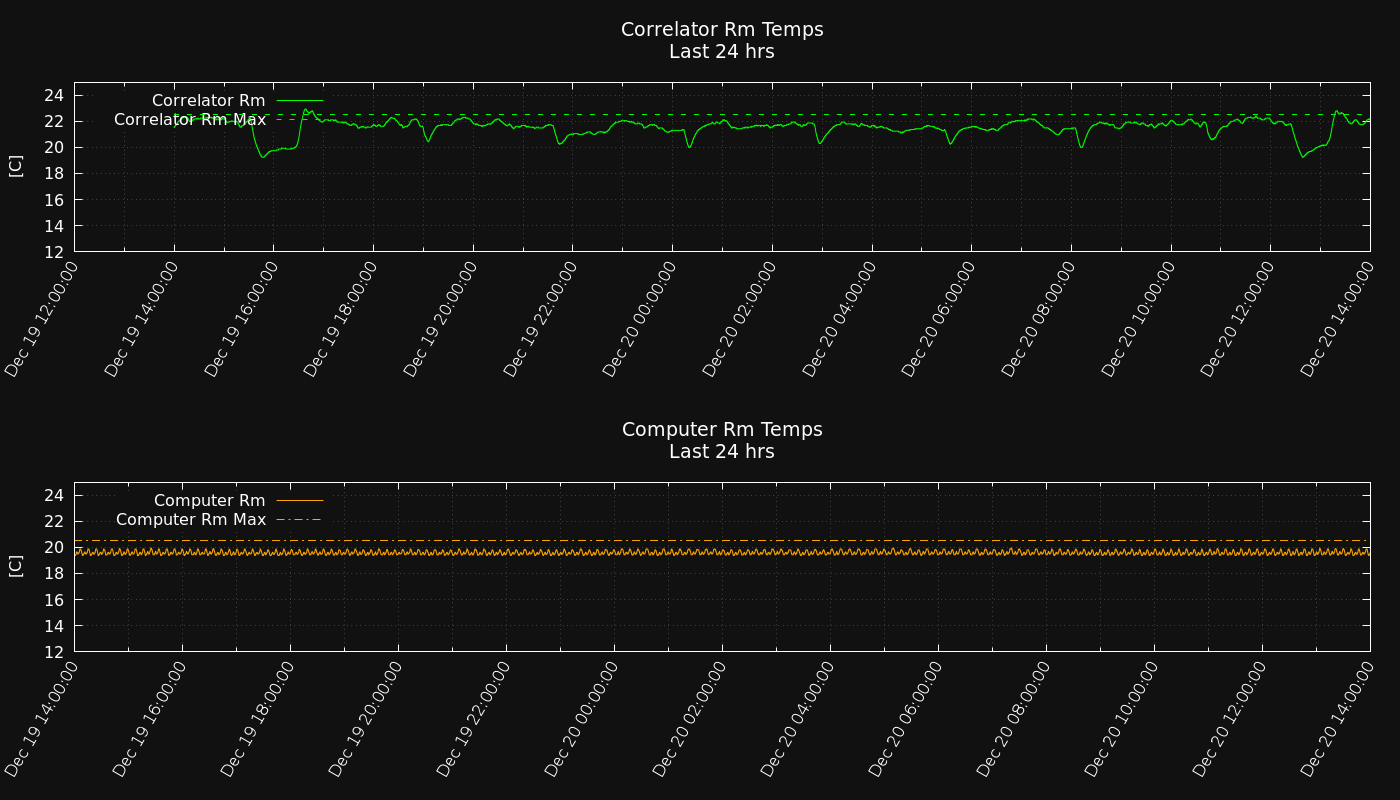 Correlator Rm Temps
Last 24 hrs
Correlator Rm
Correlator Rm Max
[C]
24
22
20
18
16
14
12
Dec 19 12:00:00
Dec 19 14:00:00
Dec 19 16:00:00
Dec 19 18:00:00
Dec 19 20:00:00
Dec 19 22:00:00
Dec 20 00:00:00
Dec 20 02:00:00
Dec 20 04:00:00
Dec 20 06:00:00
Dec 20 08:00:00
Dec 20 10:00:00
Dec 20 12:00:00
Dec 20 14:00:00
Computer Rm Temps
Last 24 hrs
Computer Rm
Computer Rm Max
[C]
24
22
20
18
16
14
12
Dec 19 14:00:00
Dec 19 16:00:00
Dec 19 18:00:00
Dec 19 20:00:00
Dec 19 22:00:00
Dec 20 00:00:00
Dec 20 02:00:00
Dec 20 04:00:00
Dec 20 06:00:00
Dec 20 08:00:00
Dec 20 10:00:00
Dec 20 12:00:00
Dec 20 14:00:00